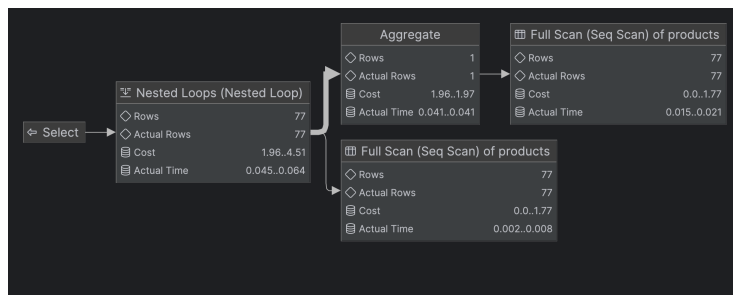 Select
Nested Loops (Nested Loop)
Rows 77
Actual Rows 77
Cost 1.96..4.51
Actual Time 0.045..0.064
Aggregate
Rows 1
Actual Rows 1
Cost 1.96..1.97
Actual Time 0.041..0.041
Full Scan (Seq Scan) of products
Rows 77
Actual Rows 77
Cost 0.0..1.77
Actual Time 0.015..0.021
Full Scan (Seq Scan) of products
Rows 77
Actual Rows 77
Cost 0.0..1.77
Actual Time 0.002..0.008